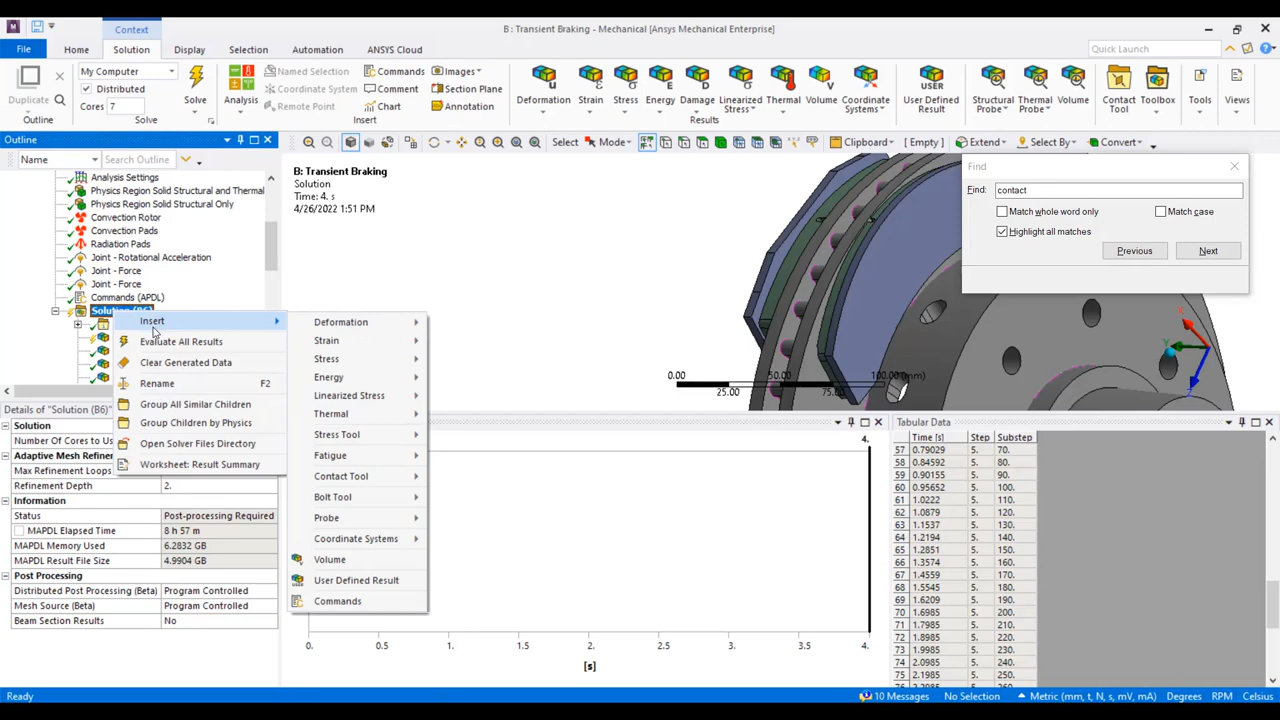 Context
B : Transient Braking - Mechanical [Ansys Mechanical Enterprise]
File
Home
Solution
Display
Selection
Automation
ANSYS Cloud
Quick Launch
Duplicate
Outline
My Computer
Distributed
Cores 7
Solve
Solve
Analysis
Named Selection
Coordinate System
Remote Point
Commands
Comment
Chart
Images
Section Plane
Annotation
Insert
Deformation
Strain
Stress
Energy
Damage
Linearized Stress
Thermal
Volume
Coordinate Systems
Results
USER
User Defined Result
Structural Probe
Thermal Probe
Volume
Contact Tool
Toolbox
Tools
Views
Outline
Name
Search Outline
Select
Mode
Clipboard
[ Empty ]
Extend
Select By
Convert
Analysis Settings
Physics Region Solid Structural and Thermal
Physics Region Solid Structural Only
Convection Rotor
Convection Pads
Radiation Pads
Joint - Rotational Acceleration
Joint - Force
Joint - Force
Commands (APDL)
Solution (B6)
Insert
Evaluate All Results
Clear Generated Data
Rename F2
Group All Similar Children
Group Children by Physics
Open Solver Files Directory
Worksheet: Result Summary
Deformation
Strain
Stress
Energy
Linearized Stress
Thermal
Stress Tool
Fatigue
Contact Tool
Bolt Tool
Probe
Coordinate Systems
Volume
USER
User Defined Result
Commands
B: Transient Braking
Solution
Time: 4. s
4/26/2022 1:51 PM
0.00 50.00 100.00 (mm)
25.00 75.00
X
Y
Find
Find: contact
Match whole word only
Match case
Highlight all matches
Previous
Next
Details of "Solution (B6)"
Solution
Number Of Cores to Us
Adaptive Mesh Refiner
Max Refinement Loops
Refinement Depth 2.
Information
Status Post-processing Required
MAPDL Elapsed Time 8 h 57 m
MAPDL Memory Used 6.2832 GB
MAPDL Result File Size 4.9904 GB
Post Processing
Distributed Post Processing (Beta) Program Controlled
Mesh Source (Beta) Program Controlled
Beam Section Results No
4.
0. 0.5 1. 1.5 2. 2.5 3. 3.5 4.
[s]
Tabular Data
Time [s] Step Substep
57 0.79029 5. 70.
58 0.84592 5. 80.
59 0.90155 5. 90.
60 0.95652 5. 100.
61 1.0222 5. 110.
62 1.0879 5. 120.
63 1.1537 5. 130.
64 1.2194 5. 140.
65 1.2851 5. 150.
66 1.3564 5. 160.
67 1.4559 5. 170.
68 1.5545 5. 180.
69 1.6209 5. 190.
70 1.6985 5. 200.
71 1.7985 5. 210.
72 1.8985 5. 220.
73 1.9985 5. 230.
74 2.0985 5. 240.
75 2.1985 5. 250.
Ready
10 Messages
No Selection
Metric (mm, t, N, s, mV, mA)
Degrees
RPM
Celsius